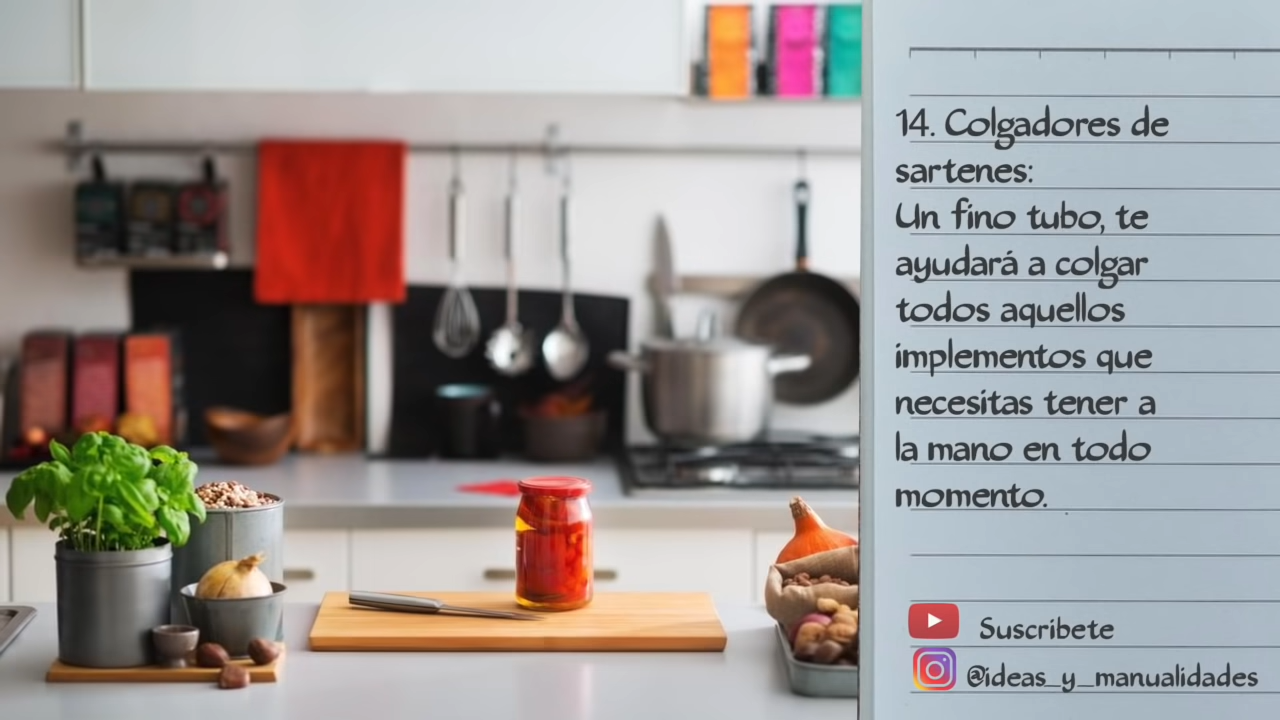 14. Colgadores de
sartenes:
Un fino tubo, te
ayudará a colgar
todos aquellos
implementos que
necesitas tener a
la mano en todo
momento.
Suscribete
@ideas_y_manualidades